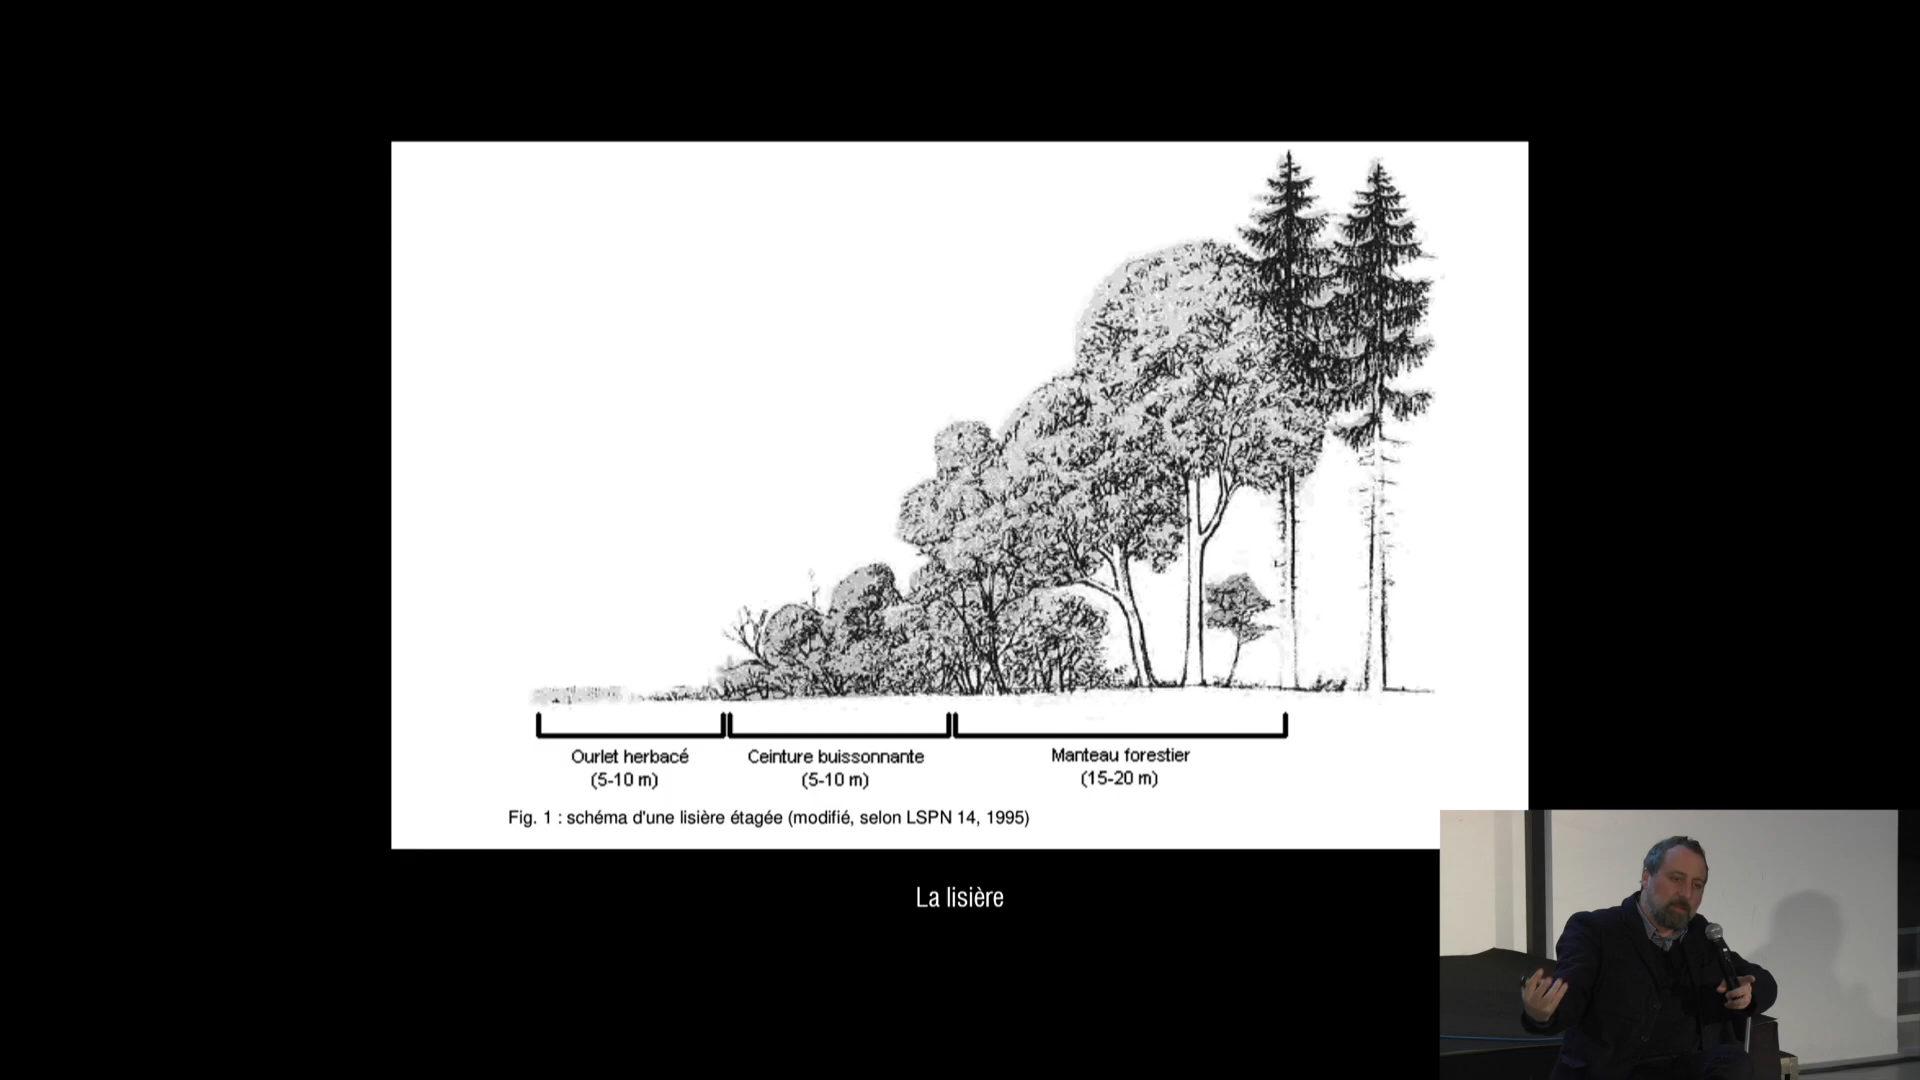 Ourlet herbacé
(5-10 m)
Ceinture buissonnante
(5-10 m)
Manteau forestier
(15-20 m)
Fig. 1 : schéma d'une lisière étagée (modifié, selon LSPN 14, 1995)
La lisière